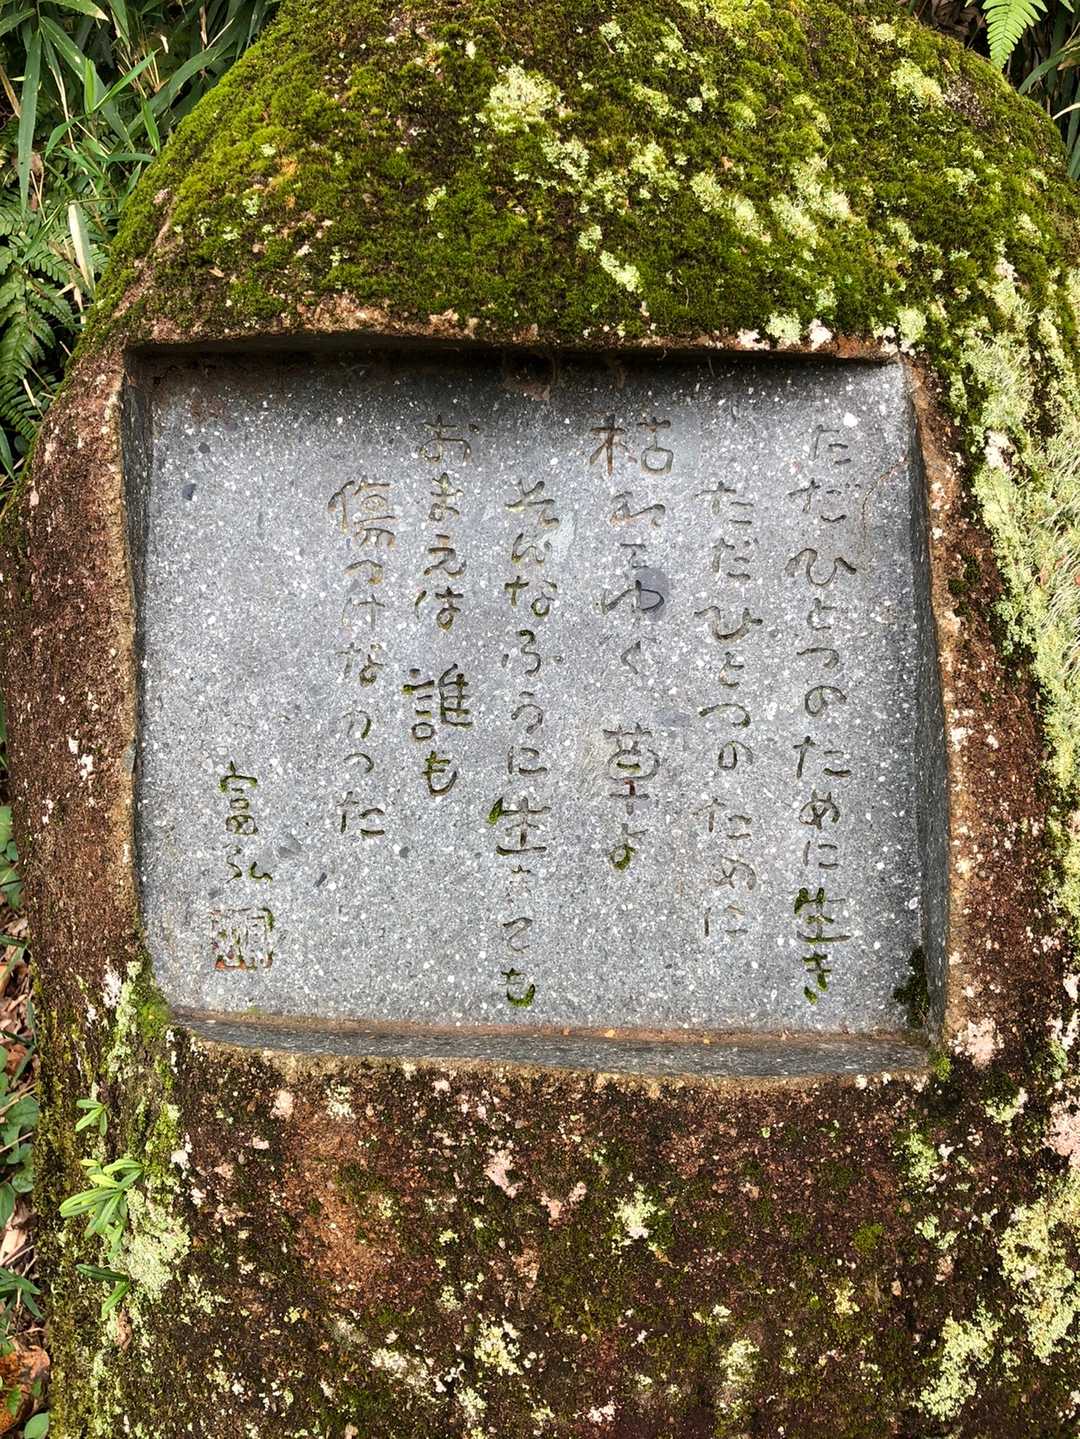 ただひとつのために生き
ただひとつのために
枯れてゆく 草よ
そんなふうに生きても
おまえは 誰も
傷つけなかった
富弘